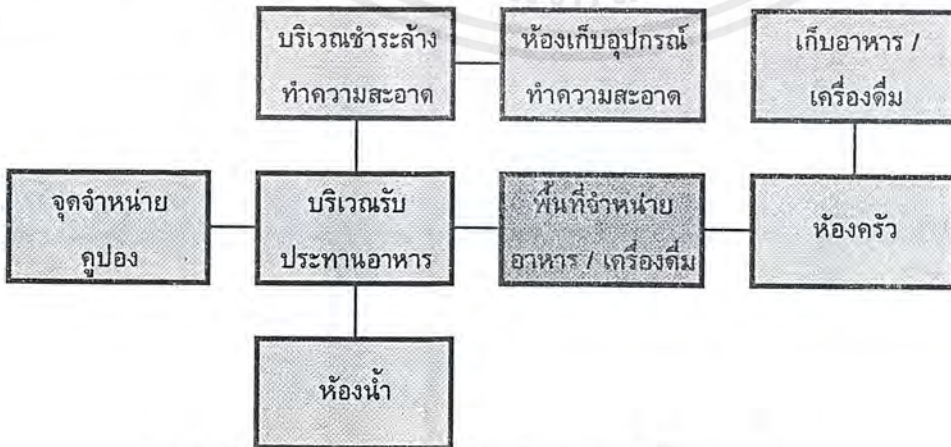 บริเวณชำระล้าง
ทำความสะอาด
ห้องเก็บอุปกรณ์
ทำความสะอาด
เก็บอาหาร /
เครื่องดื่ม
จุดจำหน่าย
คูปอง
บริเวณรับ
ประทานอาหาร
พื้นที่จำหน่าย
อาหาร / เครื่องดื่ม
ห้องครัว
ห้องน้ำ